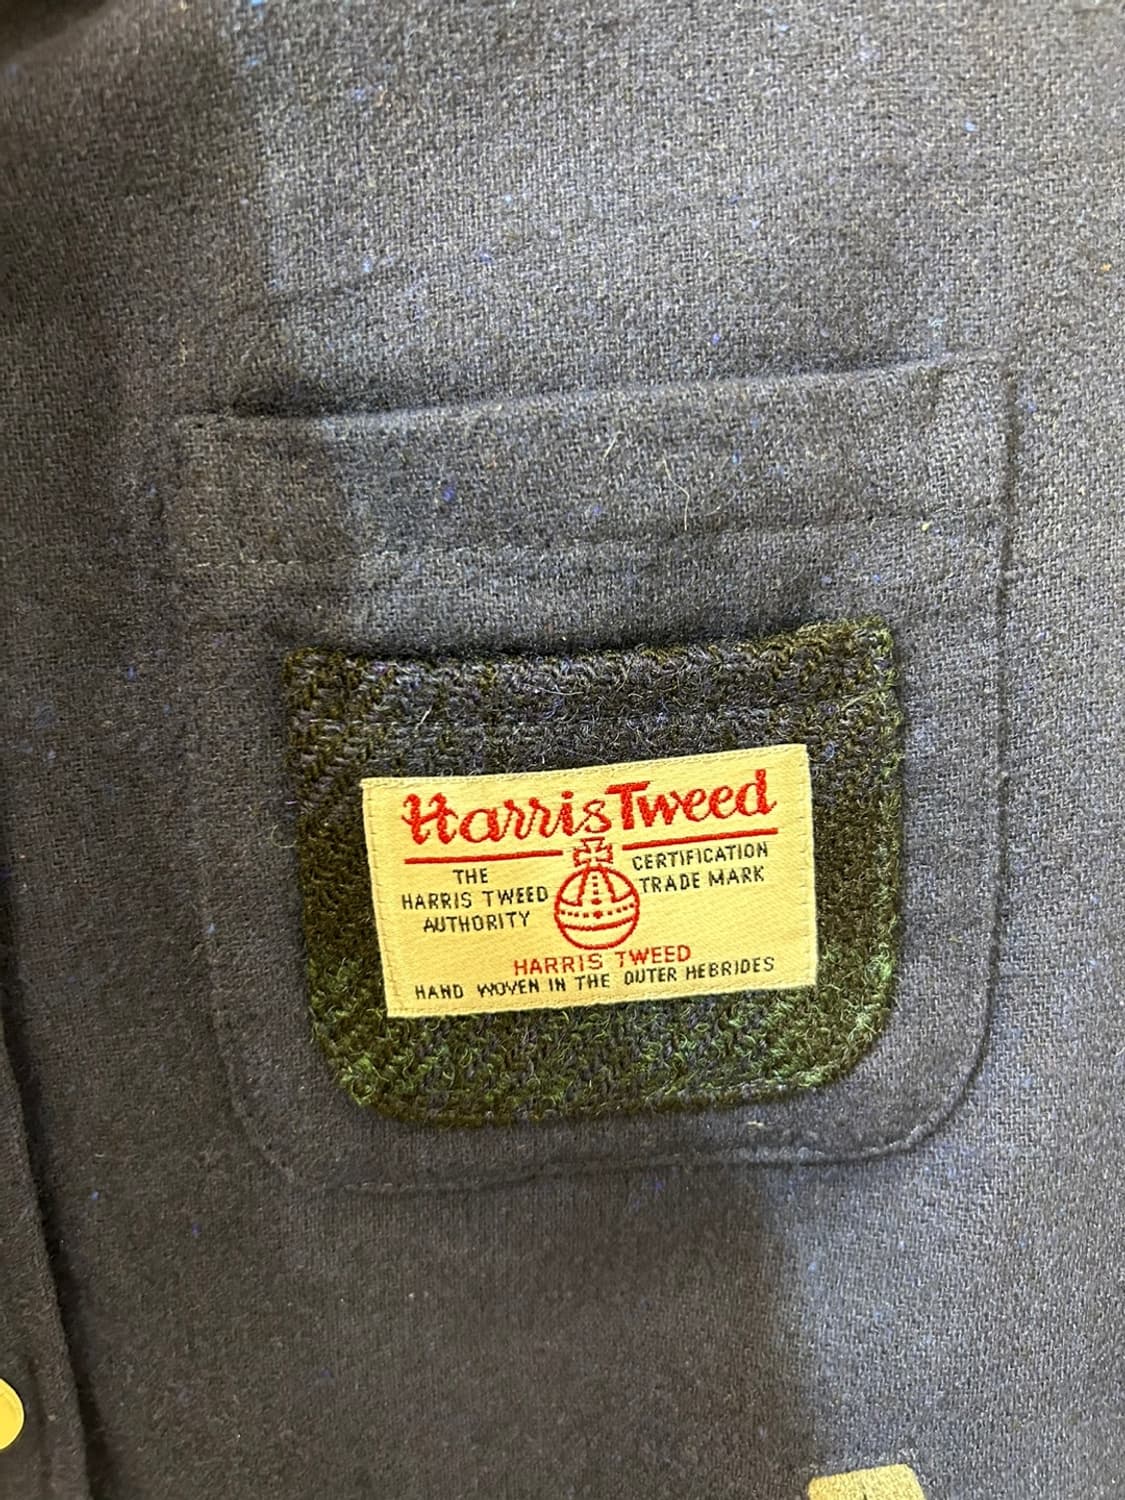 Harris Tweed
THE
HARRIS TWEED
AUTHORITY
CERTIFICATION
TRADE MARK
HARRIS TWEED
HAND WOVEN IN THE OUTER HEBRIDES